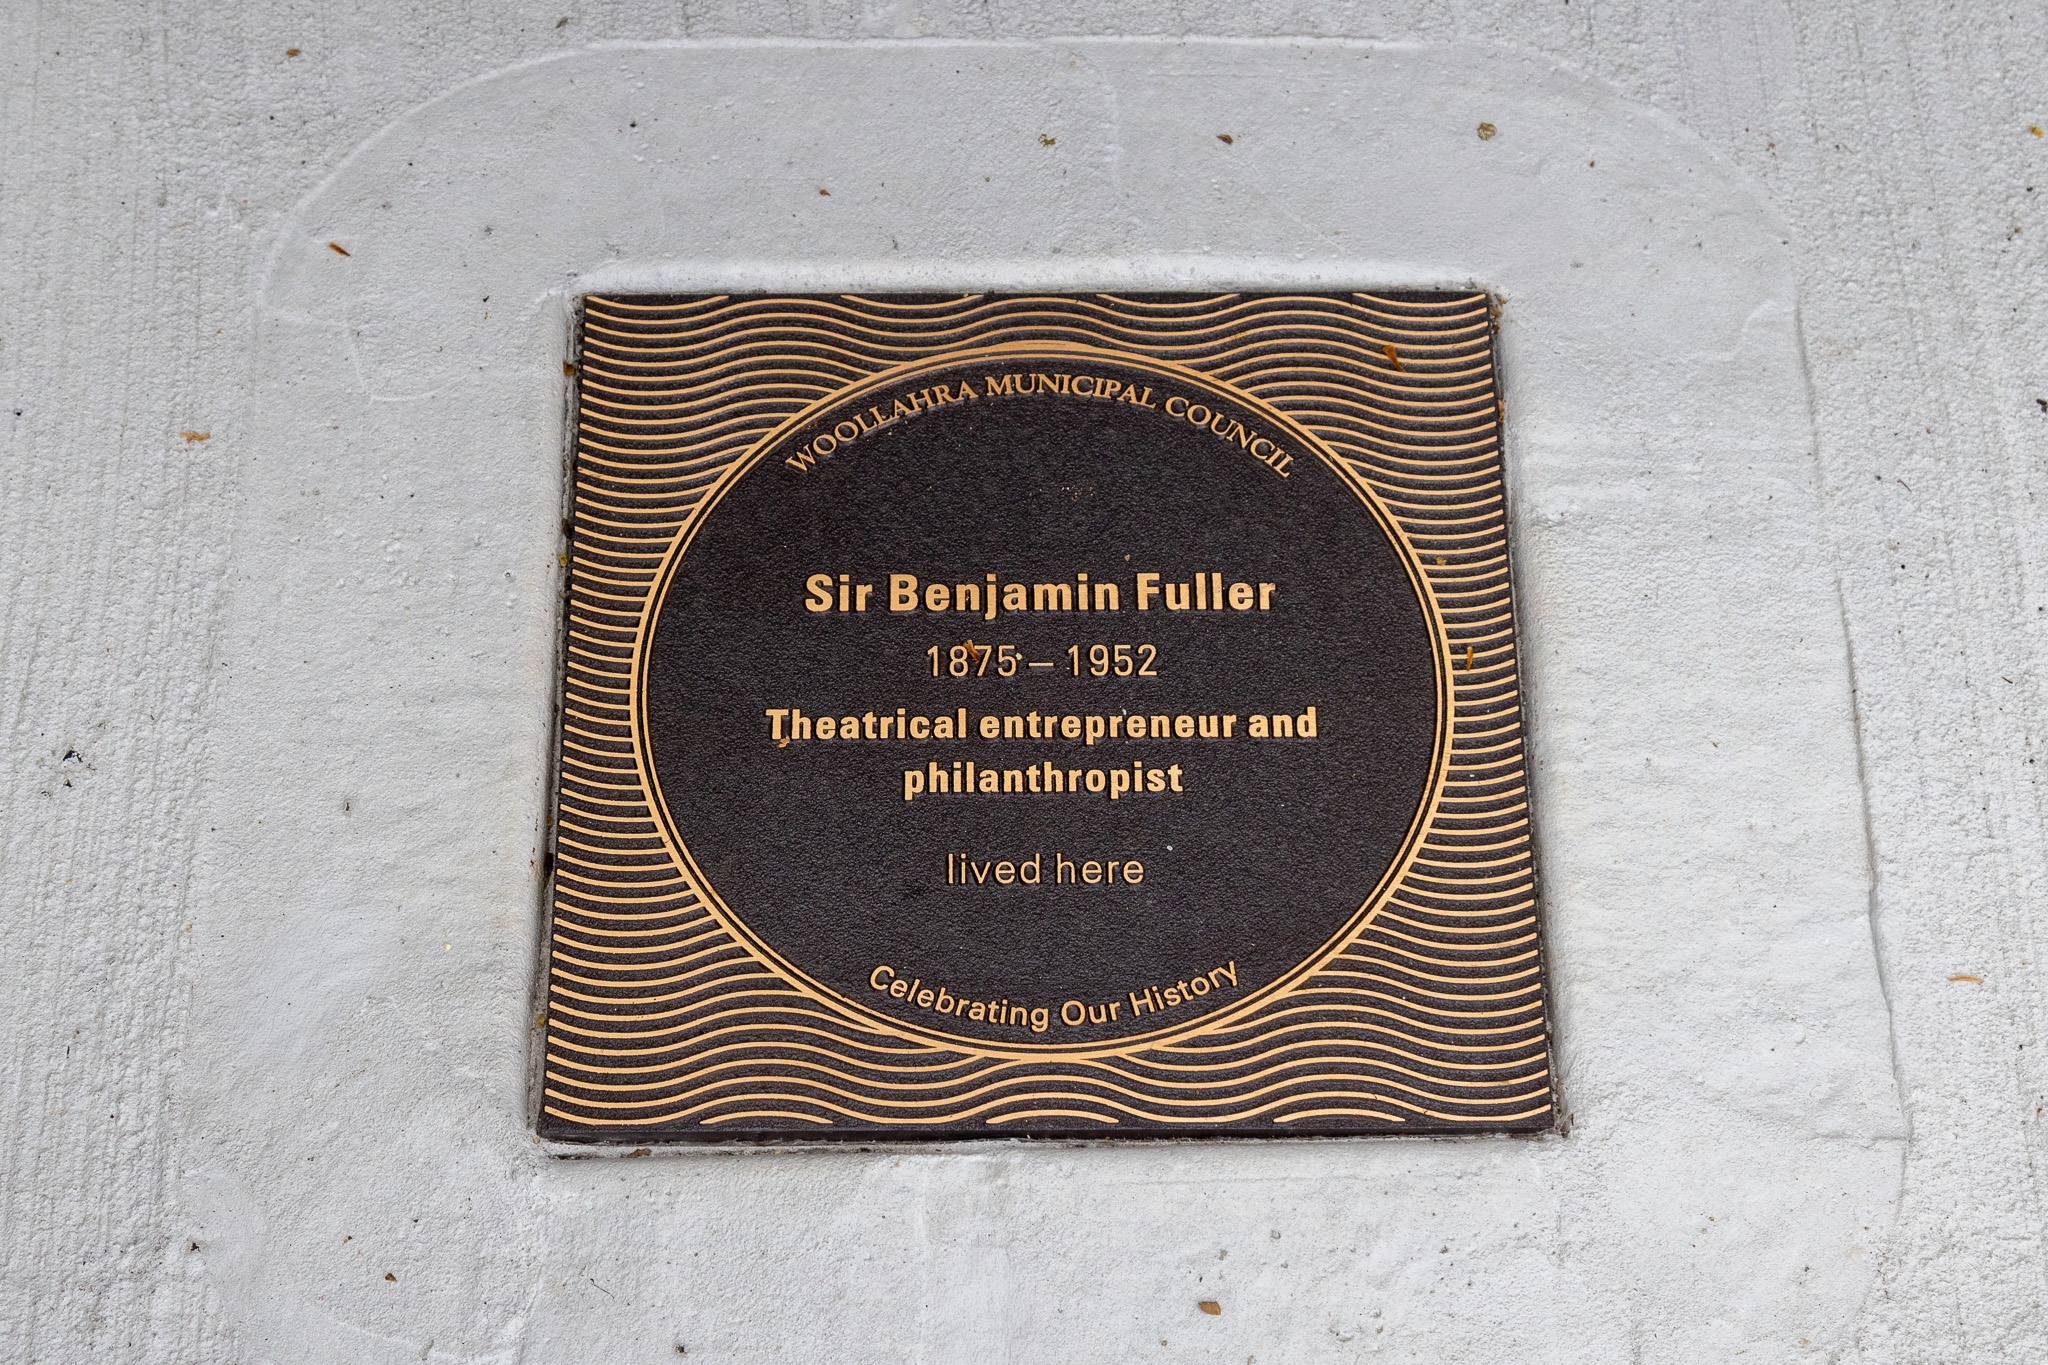 WOOLLAHRA MUNICIPAL COUNCIL
Sir Benjamin Fuller
1875 – 1952
Theatrical entrepreneur and
philanthropist
lived here
Celebrating Our History